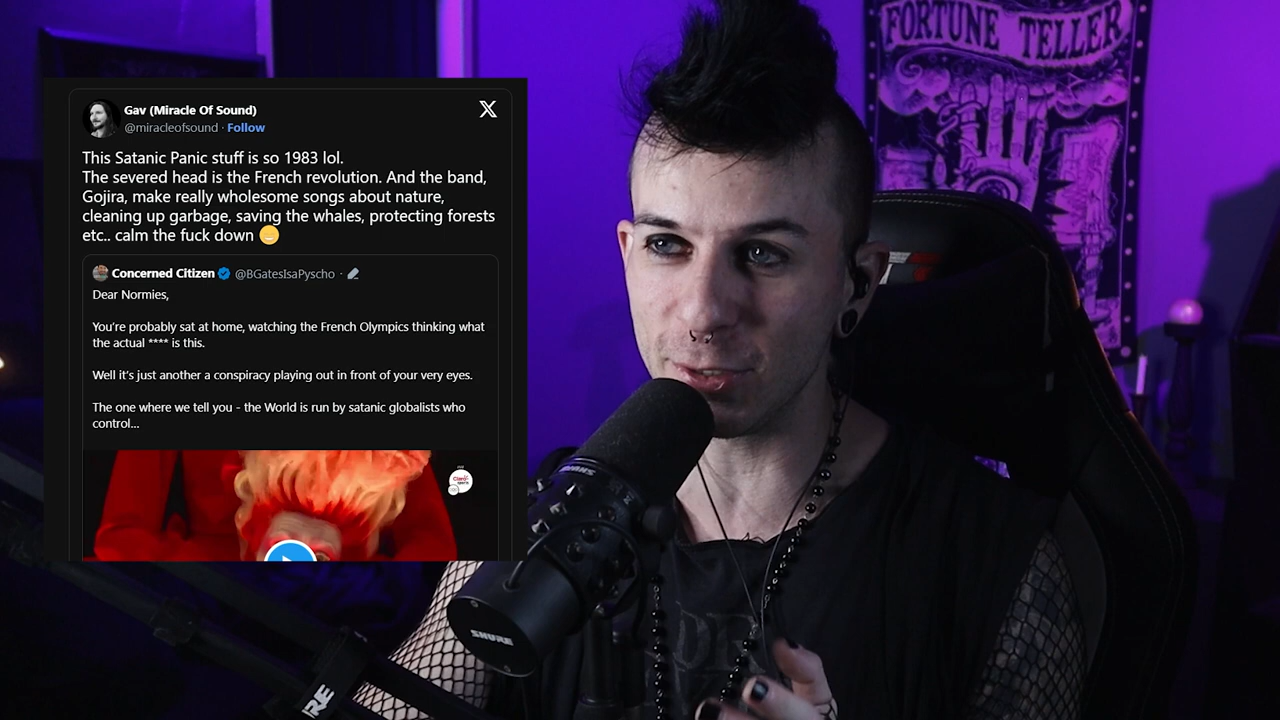 FORTUNE TELLER
Gav (Miracle Of Sound)
@miracleofsound · Follow
This Satanic Panic stuff is so 1983 lol.
The severed head is the French revolution. And the band,
Gojira, make really wholesome songs about nature,
cleaning up garbage, saving the whales, protecting forests
etc.. calm the fuck down 😁
Concerned Citizen @BGatesIsaPyscho ·
Dear Normies,
You're probably sat at home, watching the French Olympics thinking what
the actual **** is this.
Well it's just another a conspiracy playing out in front of your very eyes.
The one where we tell you - the World is run by satanic globalists who
control...
SHURE